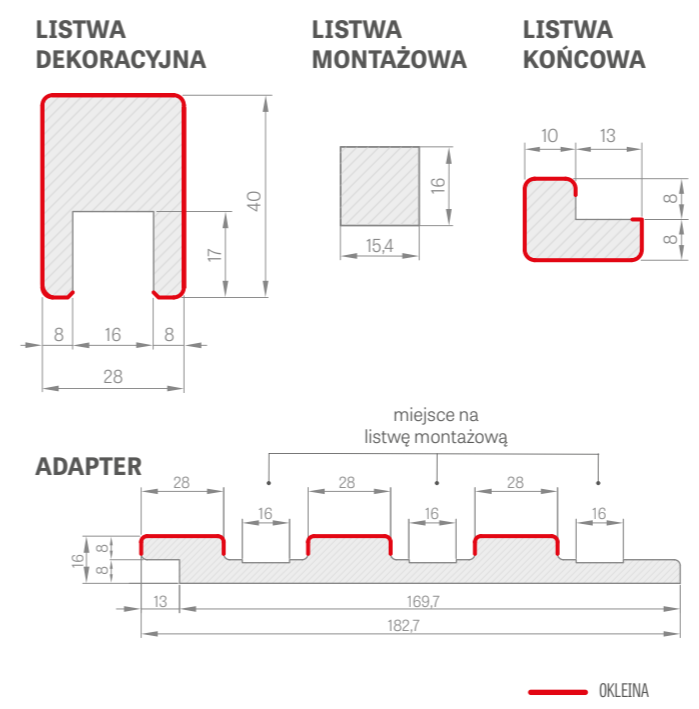 LISTWA
DEKORACYJNA
LISTWA
MONTAŻOWA
LISTWA
KOŃCOWA
40
17
8
16
8
28
16
15,4
10
13
8
8
miejsce na
listwę montażową
ADAPTER
28
28
28
16
16
16
16
8
8
13
169,7
182,7
OKLEINA